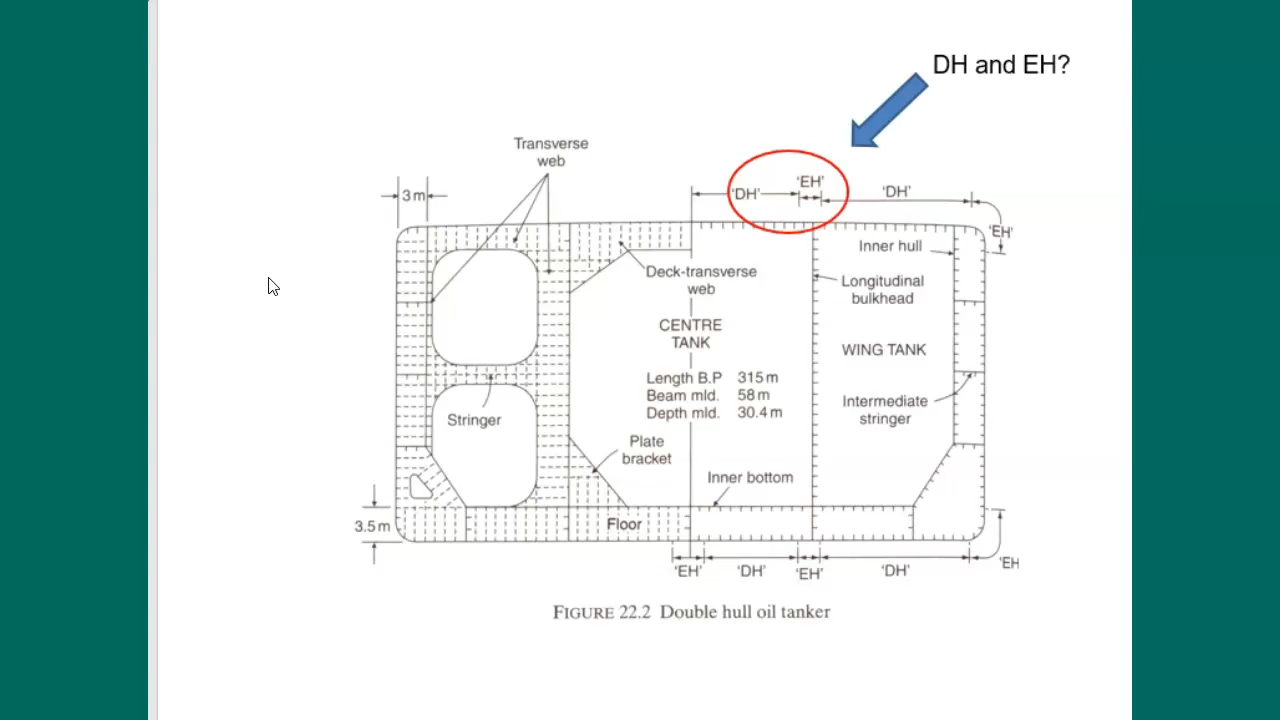 DH and EH?
Transverse
web
3 m
'DH'
'EH'
'DH'
'EH'
Inner hull
Deck-transverse
web
Longitudinal
bulkhead
CENTRE
TANK
WING TANK
Length B.P 315 m
Beam mld. 58 m
Depth mld. 30.4 m
Intermediate
stringer
Stringer
Plate
bracket
Inner bottom
3.5 m
Floor
'EH'
'DH'
'EH'
'DH'
'EH
FIGURE 22.2 Double hull oil tanker